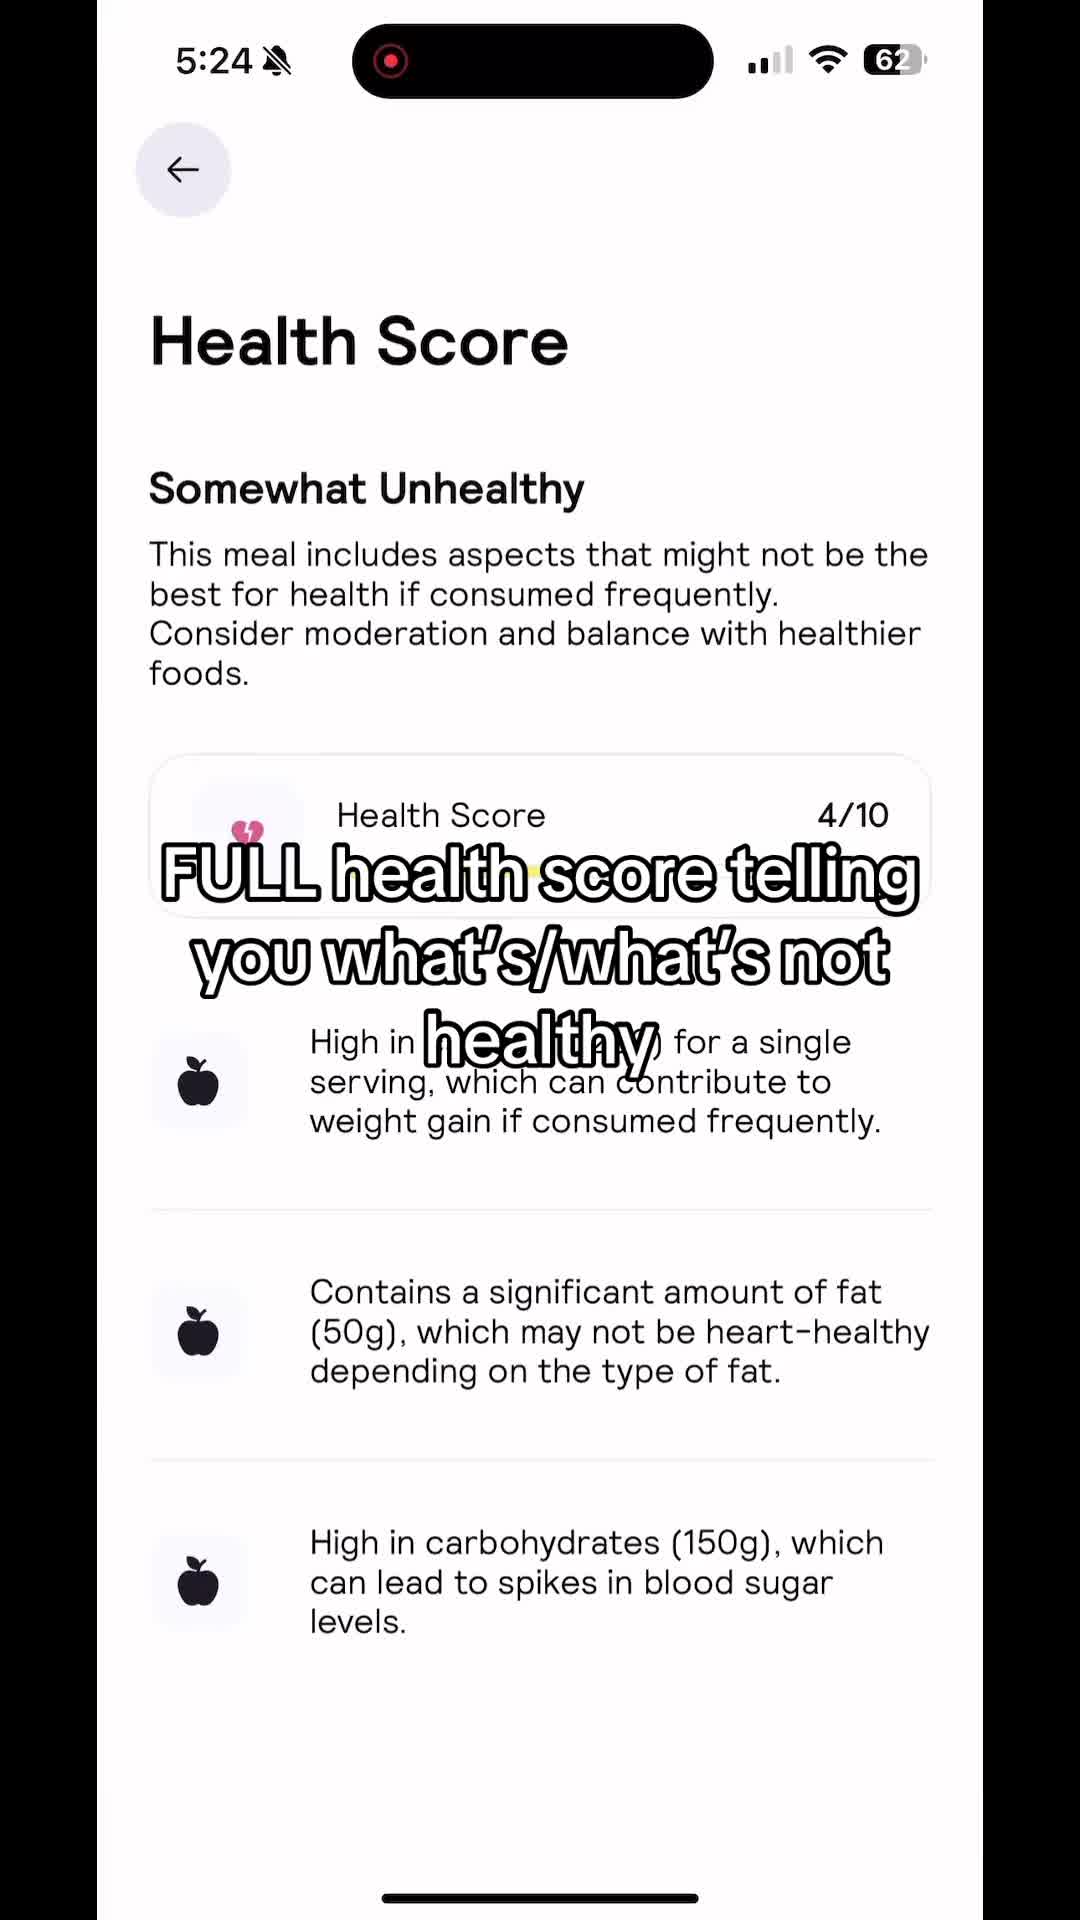 5:24
62
Health Score
Somewhat Unhealthy
This meal includes aspects that might not be the
best for health if consumed frequently.
Consider moderation and balance with healthier
foods.
Health Score 4/10
FULL health score telling
you what's/what's not
healthy
High in for a single
serving, which can contribute to
weight gain if consumed frequently.
Contains a significant amount of fat
(50g), which may not be heart-healthy
depending on the type of fat.
High in carbohydrates (150g), which
can lead to spikes in blood sugar
levels.